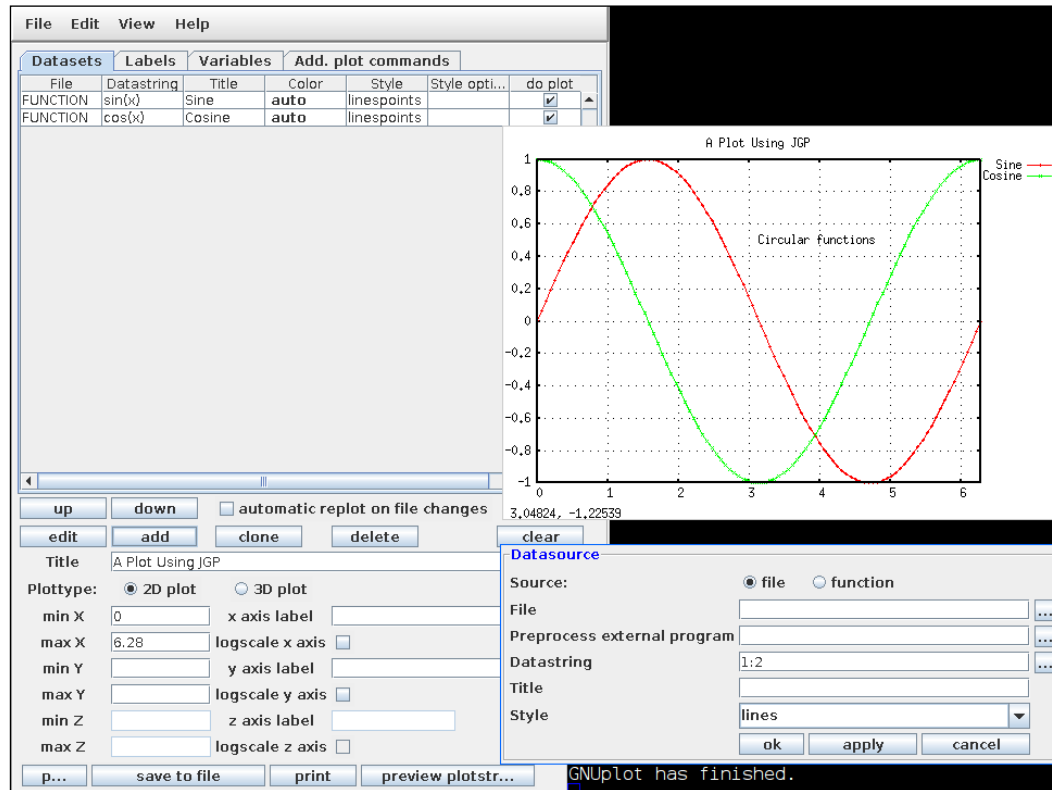 File Edit View Help
Datasets Labels Variables Add. plot commands
File Datastring Title Color Style Style opti... do plot
FUNCTION sin(x) Sine auto linespoints
FUNCTION cos(x) Cosine auto linespoints
A Plot Using JGP
Sine
Cosine
Circular functions
1
0.8
0.6
0.4
0.2
0
-0.2
-0.4
-0.6
-0.8
-1
0 1 2 3 4 5 6
3.04824, -1.22539
up down automatic replot on file changes
edit add clone delete clear
Title A Plot Using JGP
Plottype: 2D plot 3D plot
min X 0 x axis label
max X 6.28 logscale x axis
min Y y axis label
max Y logscale y axis
min Z z axis label
max Z logscale z axis
p... save to file print preview plotstr...
Datasource
Source: file function
File ...
Preprocess external program ...
Datastring 1:2 ...
Title
Style lines
ok apply cancel
GNUplot has finished.